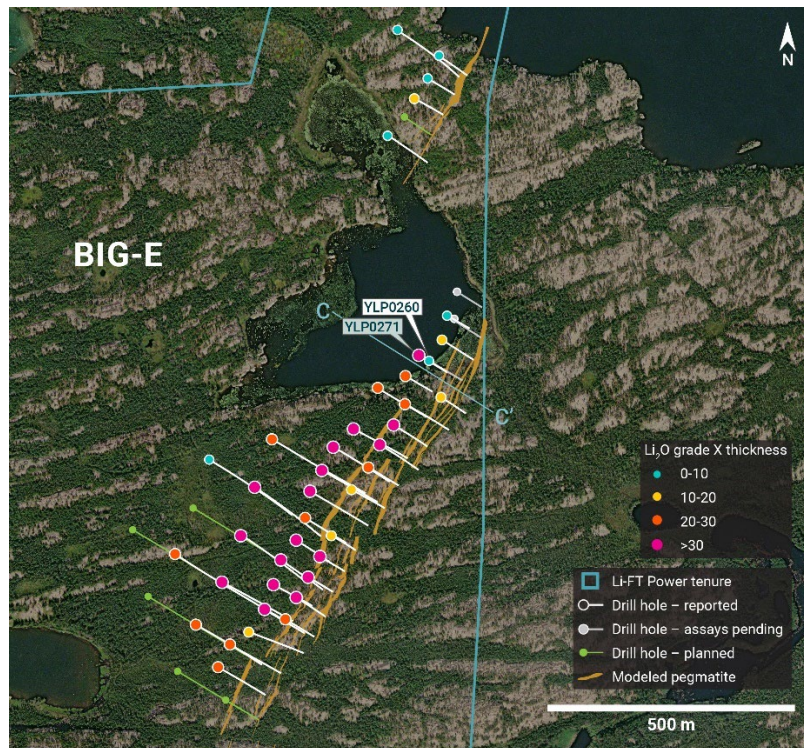 N
BIG-E
C
YLP0260
YLP0271
C'
Li₂O grade X thickness
0-10
10-20
20-30
>30
Li-FT Power tenure
Drill hole – reported
Drill hole – assays pending
Drill hole – planned
Modeled pegmatite
500 m